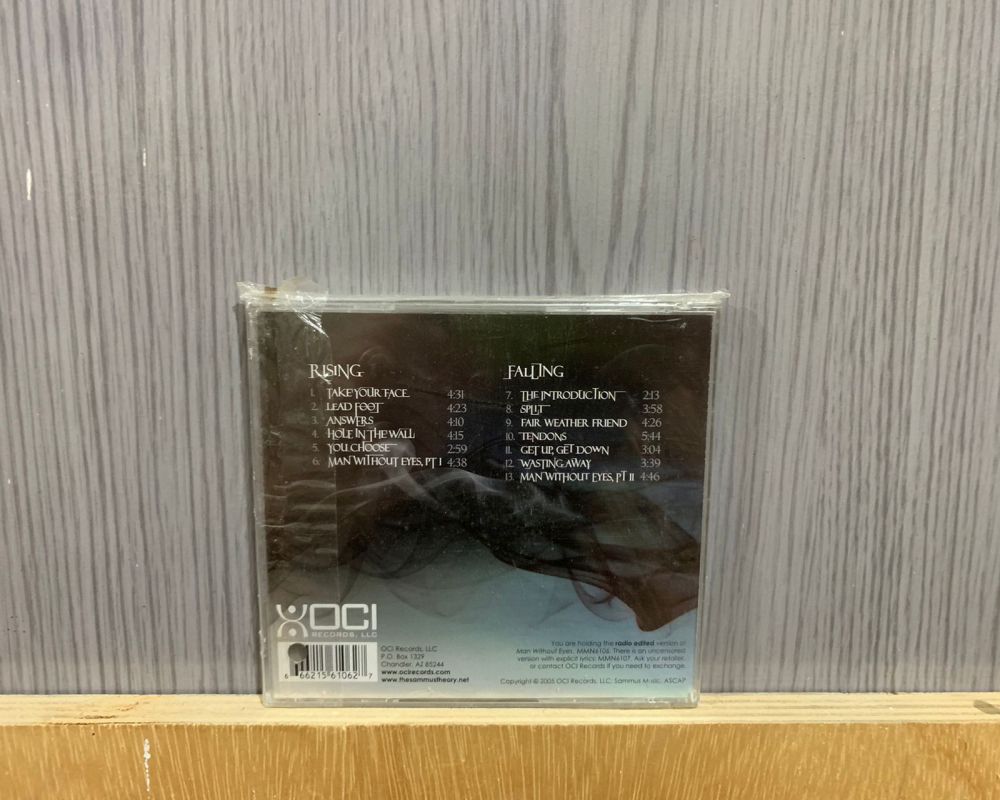 RISING
1. TAKE YOUR FACE 4:31
2. LEAD FOOT 4:23
3. ANSWERS 4:10
4. HOLE IN THE WALL 4:15
5. YOU CHOOSE 2:59
6. MAN WITHOUT EYES, PT I 4:38
FALLING
7. THE INTRODUCTION 2:13
8. SPLIT 3:58
9. FAIR WEATHER FRIEND 4:26
10. TENDONS 5:44
11. GET UP, GET DOWN 3:04
12. WASTING AWAY 3:39
13. MAN WITHOUT EYES, PT II 4:46
OCI
RECORDS, LLC
OCI Records, LLC
P.O. Box 1329
Chandler, AZ 85244
www.ocirecords.com
www.thesammustheory.net
6 66215 61062 7
You are holding the radio edited version of
Man Without Eyes. MMN6106. There is an uncensored
version with explicit lyrics: MMN6107. Ask your retailer,
or contact OCI Records if you need to exchange.
Copyright © 2005 OCI Records, LLC; Sammus Music, ASCAP